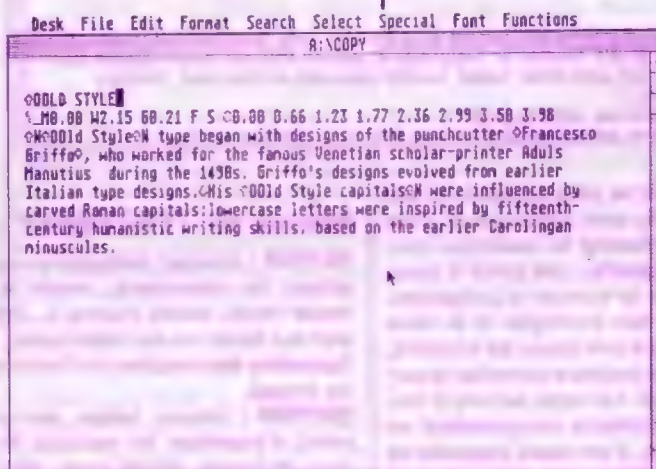 Desk File Edit Format Search Select Special Font Functions
A:\COPY
◇OOLD STYLE
\_M0.00 W2.15 60.21 F S ◇0.00 0.66 1.23 1.77 2.36 2.99 3.50 3.98
◇N◇OOld Style◇N type began with designs of the punchcutter ◇Francesco
Griffo◇, who worked for the famous Venetian scholar-printer Aduls
Manutius during the 1490s. Griffo's designs evolved from earlier
Italian type designs.◇His ◇OOld Style capitals◇N were influenced by
carved Roman capitals:lowercase letters were inspired by fifteenth-
century humanistic writing skills, based on the earlier Carolingan
minuscules.